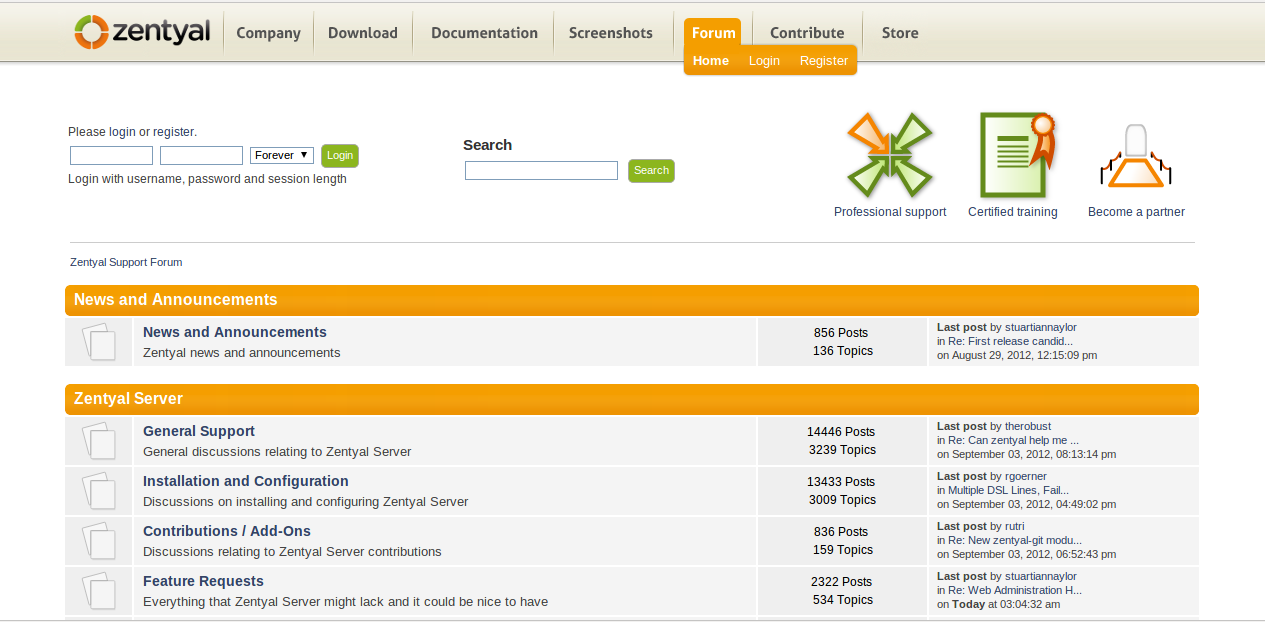 zentyal
Company
Download
Documentation
Screenshots
Forum
Contribute
Store
Home
Login
Register
Please login or register.
Forever
Login
Login with username, password and session length
Search
Search
Professional support
Certified training
Become a partner
Zentyal Support Forum
News and Announcements
News and Announcements
Zentyal news and announcements
856 Posts
136 Topics
Last post by stuartiannaylor
in Re: First release candid...
on August 29, 2012, 12:15:09 pm
Zentyal Server
General Support
General discussions relating to Zentyal Server
14446 Posts
3239 Topics
Last post by therobust
in Re: Can zentyal help me ...
on September 03, 2012, 08:13:14 pm
Installation and Configuration
Discussions on installing and configuring Zentyal Server
13433 Posts
3009 Topics
Last post by rgoerner
in Multiple DSL Lines, Fail...
on September 03, 2012, 04:49:02 pm
Contributions / Add-Ons
Discussions relating to Zentyal Server contributions
836 Posts
159 Topics
Last post by rutri
in Re: New zentyal-git modu...
on September 03, 2012, 06:52:43 pm
Feature Requests
Everything that Zentyal Server might lack and it could be nice to have
2322 Posts
534 Topics
Last post by stuartiannaylor
in Re: Web Administration H...
on Today at 03:04:32 am